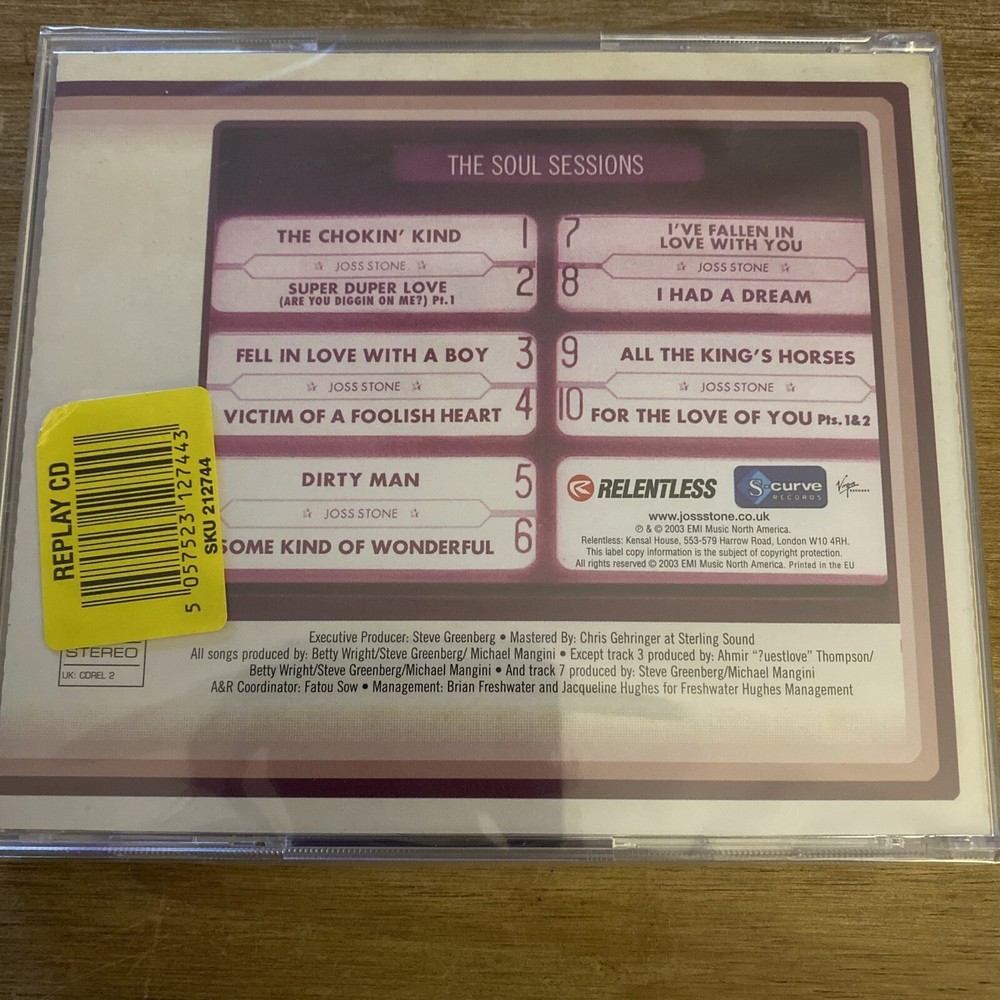 THE SOUL SESSIONS
THE CHOKIN' KIND 1
☆ JOSS STONE ☆
SUPER DUPER LOVE 2
(ARE YOU DIGGIN ON ME?) Pt.1
FELL IN LOVE WITH A BOY 3
☆ JOSS STONE ☆
VICTIM OF A FOOLISH HEART 4
DIRTY MAN 5
☆ JOSS STONE ☆
SOME KIND OF WONDERFUL 6
7 I'VE FALLEN IN
LOVE WITH YOU
☆ JOSS STONE ☆
8 I HAD A DREAM
9 ALL THE KING'S HORSES
☆ JOSS STONE ☆
10 FOR THE LOVE OF YOU Pts. 1&2
RELENTLESS
S-curve
RECORDS
Virgin
www.jossstone.co.uk
℗ & © 2003 EMI Music North America.
Relentless: Kensal House, 553-579 Harrow Road, London W10 4RH.
This label copy information is the subject of copyright protection.
All rights reserved © 2003 EMI Music North America. Printed in the EU
REPLAY CD
5 057523 127443
SKU 212744
STEREO
UK: CDREL 2
Executive Producer: Steve Greenberg • Mastered By: Chris Gehringer at Sterling Sound
All songs produced by: Betty Wright/Steve Greenberg/ Michael Mangini • Except track 3 produced by: Ahmir “?uestlove” Thompson/
Betty Wright/Steve Greenberg/Michael Mangini • And track 7 produced by: Steve Greenberg/Michael Mangini
A&R Coordinator: Fatou Sow • Management: Brian Freshwater and Jacqueline Hughes for Freshwater Hughes Management